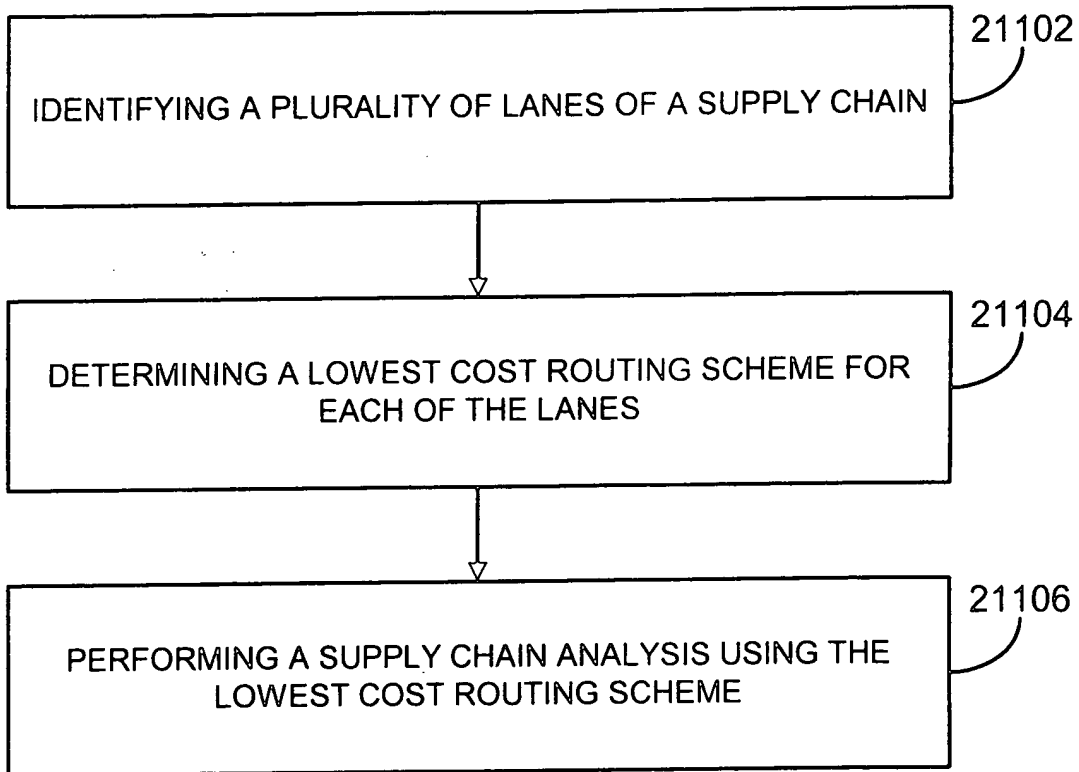 21102
IDENTIFYING A PLURALITY OF LANES OF A SUPPLY CHAIN
21104
DETERMINING A LOWEST COST ROUTING SCHEME FOR
EACH OF THE LANES
21106
PERFORMING A SUPPLY CHAIN ANALYSIS USING THE
LOWEST COST ROUTING SCHEME